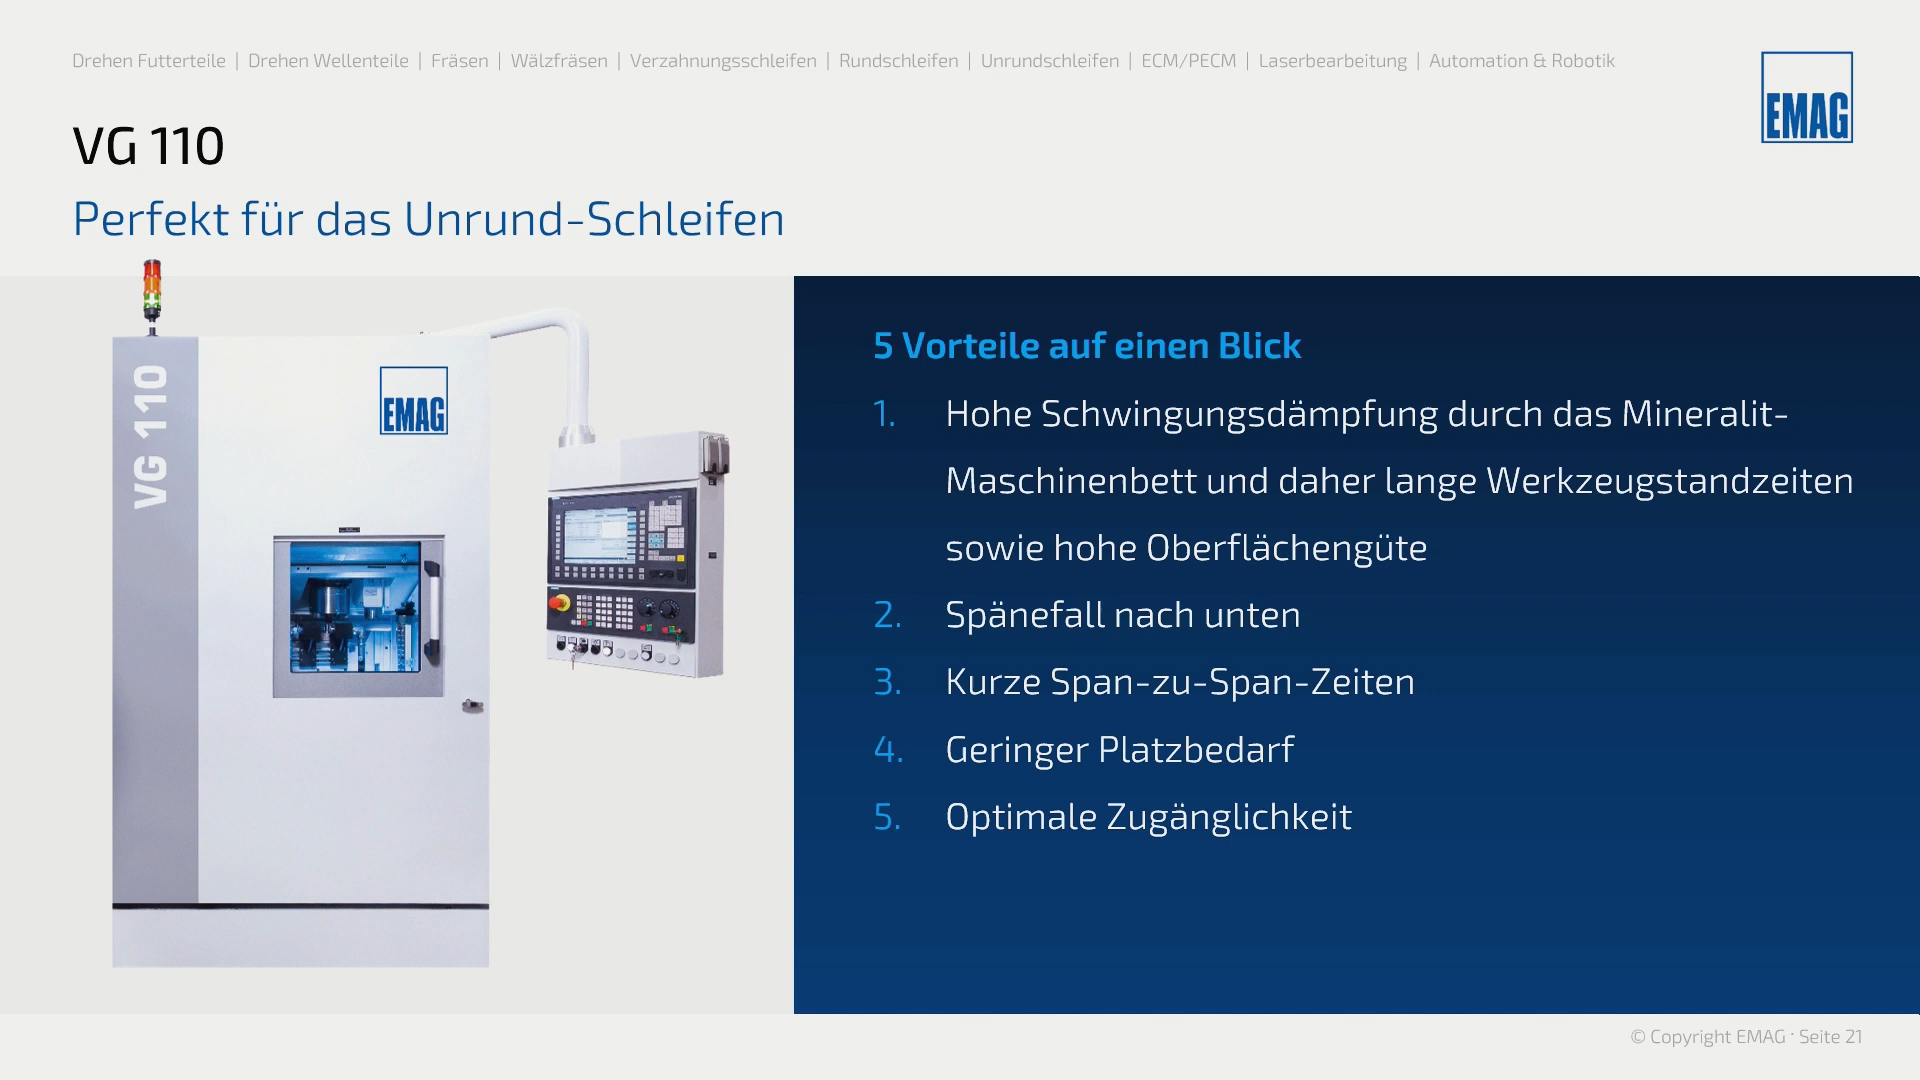 Drehen Futterteile | Drehen Wellenteile | Fräsen | Wälzfräsen | Verzahnungsschleifen | Rundschleifen | Unrundschleifen | ECM/PECM | Laserbearbeitung | Automation & Robotik
EMAG
VG 110
Perfekt für das Unrund-Schleifen
VG 110
EMAG
5 Vorteile auf einen Blick
1. Hohe Schwingungsdämpfung durch das Mineralit-
Maschinenbett und daher lange Werkzeugstandzeiten
sowie hohe Oberflächengüte
2. Spänefall nach unten
3. Kurze Span-zu-Span-Zeiten
4. Geringer Platzbedarf
5. Optimale Zugänglichkeit
© Copyright EMAG · Seite 21